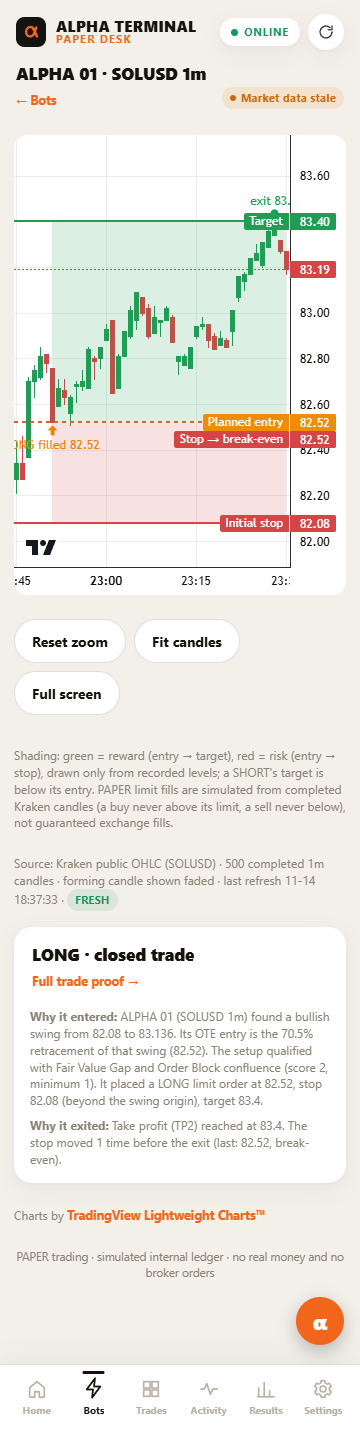 α ALPHA TERMINAL
PAPER DESK
ONLINE
ALPHA 01 · SOLUSD 1m
← Bots
Market data stale
83.60
exit 83.
Target 83.40
83.19
83.00
82.80
82.60
Planned entry 82.52
Stop → break-even 82.52
filled 82.52
82.40
82.20
Initial stop 82.08
82.00
:45 23:00 23:15 23:
Reset zoom
Fit candles
Full screen
Shading: green = reward (entry → target), red = risk (entry →
stop), drawn only from recorded levels; a SHORT's target is
below its entry. PAPER limit fills are simulated from completed
Kraken candles (a buy never above its limit, a sell never below),
not guaranteed exchange fills.
Source: Kraken public OHLC (SOLUSD) · 500 completed 1m
candles · forming candle shown faded · last refresh 11-14
18:37:33 · FRESH
LONG · closed trade
Full trade proof →
Why it entered: ALPHA 01 (SOLUSD 1m) found a bullish
swing from 82.08 to 83.136. Its OTE entry is the 70.5%
retracement of that swing (82.52). The setup qualified
with Fair Value Gap and Order Block confluence (score 2,
minimum 1). It placed a LONG limit order at 82.52, stop
82.08 (beyond the swing origin), target 83.4.
Why it exited: Take profit (TP2) reached at 83.4. The
stop moved 1 time before the exit (last: 82.52, break-
even).
Charts by TradingView Lightweight Charts™
PAPER trading · simulated internal ledger · no real money and no
broker orders
α
Home Bots Trades Activity Results Settings